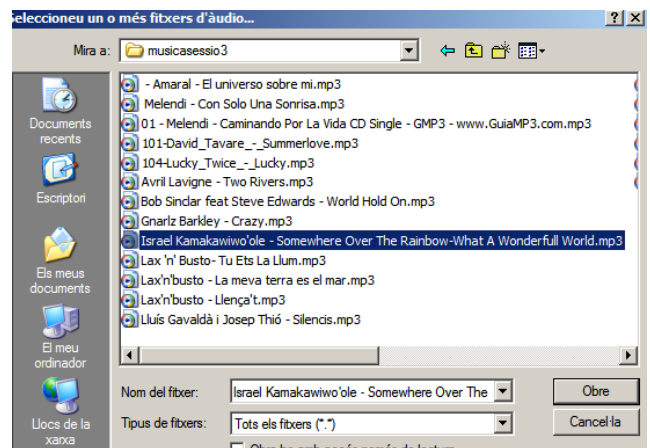 Seleccioneu un o més fitxers d'àudio...
Mira a:
musicasessio3
Documents
recents
Escriptori
Els meus
documents
El meu
ordinador
Llocs de la
xarxa
- Amaral - El universo sobre mi.mp3
Melendi - Con Solo Una Sonrisa.mp3
01 - Melendi - Caminando Por La Vida CD Single - GMP3 - www.GuiaMP3.com.mp3
101-David_Tavare_-_Summerlove.mp3
104-Lucky_Twice_-_Lucky.mp3
Avril Lavigne - Two Rivers.mp3
Bob Sinclar feat Steve Edwards - World Hold On.mp3
Gnarlz Barkley - Crazy.mp3
Israel Kamakawiwo'ole - Somewhere Over The Rainbow-What A Wonderfull World.mp3
Lax 'n' Busto- Tu Ets La Llum.mp3
Lax'n'busto - La meva terra es el mar.mp3
Lax'n'busto - Llença't.mp3
Lluís Gavaldà i Josep Thió - Silencis.mp3
Nom del fitxer:
Israel Kamakawiwo'ole - Somewhere Over The
Obre
Tipus de fitxers:
Tots els fitxers (*.*)
Cancel·la